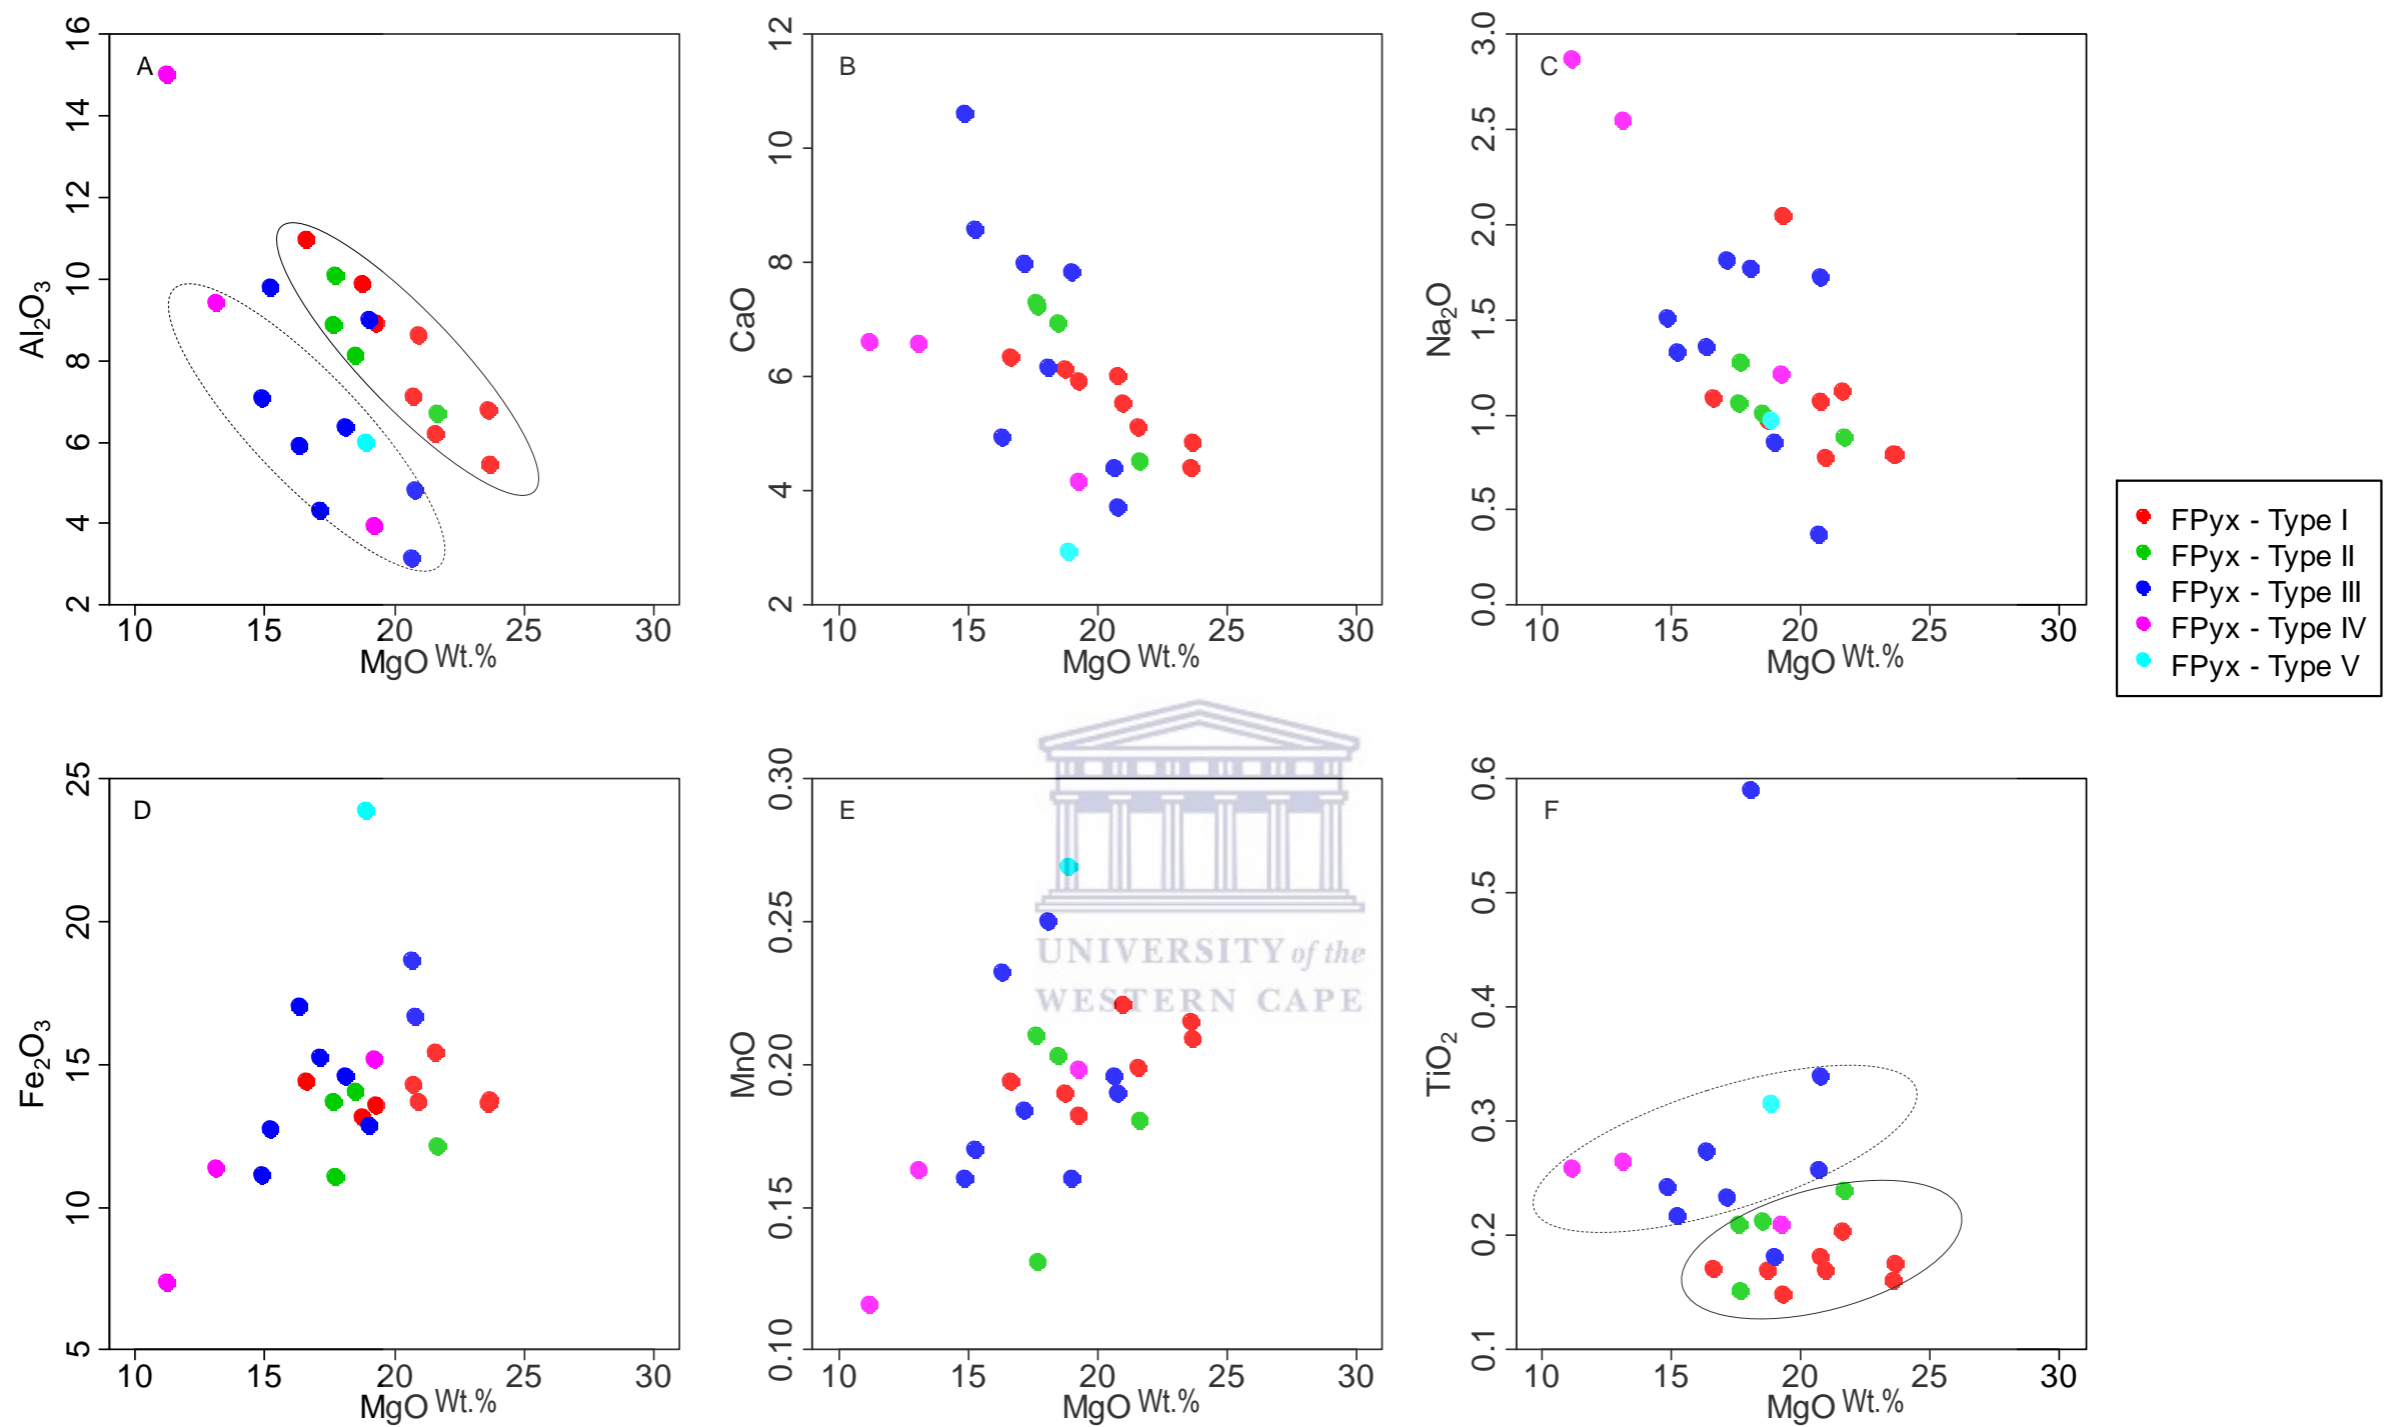 A
Al2O3
16
14
12
10
8
6
4
2
10 15 20 25 30
MgO Wt.%
B
CaO
12
10
8
6
4
2
10 15 20 25 30
MgO Wt.%
C
Na2O
3.0
2.5
2.0
1.5
1.0
0.5
0.0
10 15 20 25 30
MgO Wt.%
FPyx - Type I
FPyx - Type II
FPyx - Type III
FPyx - Type IV
FPyx - Type V
D
Fe2O3
25
20
15
10
5
10 15 20 25 30
MgO Wt.%
E
MnO
0.30
0.25
0.20
0.15
0.10
10 15 20 25 30
MgO Wt.%
UNIVERSITY of the
WESTERN CAPE
F
TiO2
0.6
0.5
0.4
0.3
0.2
0.1
10 15 20 25 30
MgO Wt.%